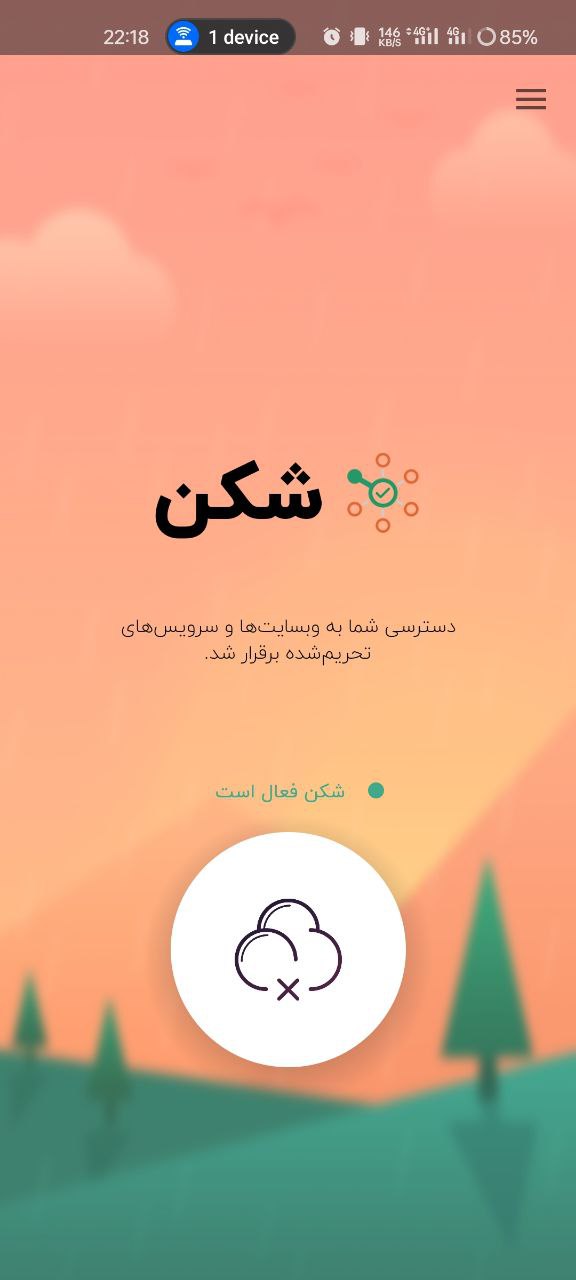 22:18 1 device 146 KB/S 4G+ 4G 85%
شکن
دسترسی شما به وبسایت‌ها و سرویس‌های
تحریم‌شده برقرار شد.
شکن فعال است